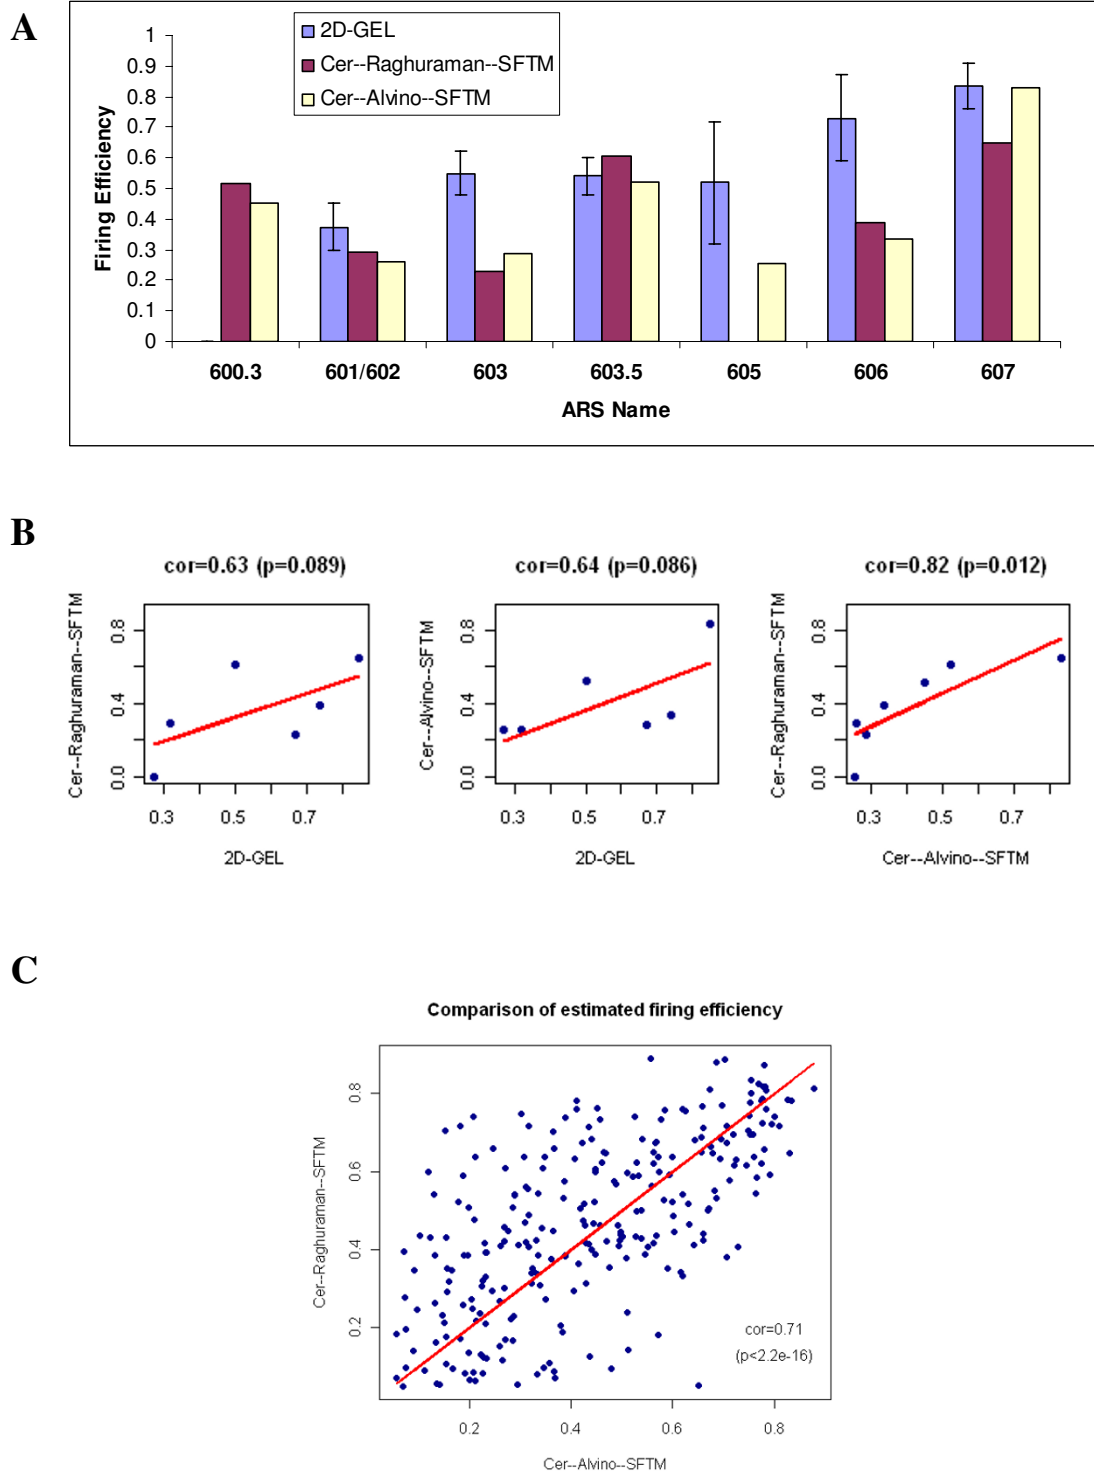 A
2D-GEL
Cer--Raghuraman--SFTM
Cer--Alvino--SFTM
Firing Efficiency
1
0.9
0.8
0.7
0.6
0.5
0.4
0.3
0.2
0.1
0
600.3 601/602 603 603.5 605 606 607
ARS Name
B
cor=0.63 (p=0.089)
Cer--Raghuraman--SFTM
0.8
0.4
0.0
0.3 0.5 0.7
2D-GEL
cor=0.64 (p=0.086)
Cer--Alvino--SFTM
0.8
0.4
0.0
0.3 0.5 0.7
2D-GEL
cor=0.82 (p=0.012)
Cer--Raghuraman--SFTM
0.8
0.4
0.0
0.3 0.5 0.7
Cer--Alvino--SFTM
C
Comparison of estimated firing efficiency
Cer--Raghuraman--SFTM
0.8
0.6
0.4
0.2
cor=0.71
(p<2.2e-16)
0.2 0.4 0.6 0.8
Cer--Alvino--SFTM